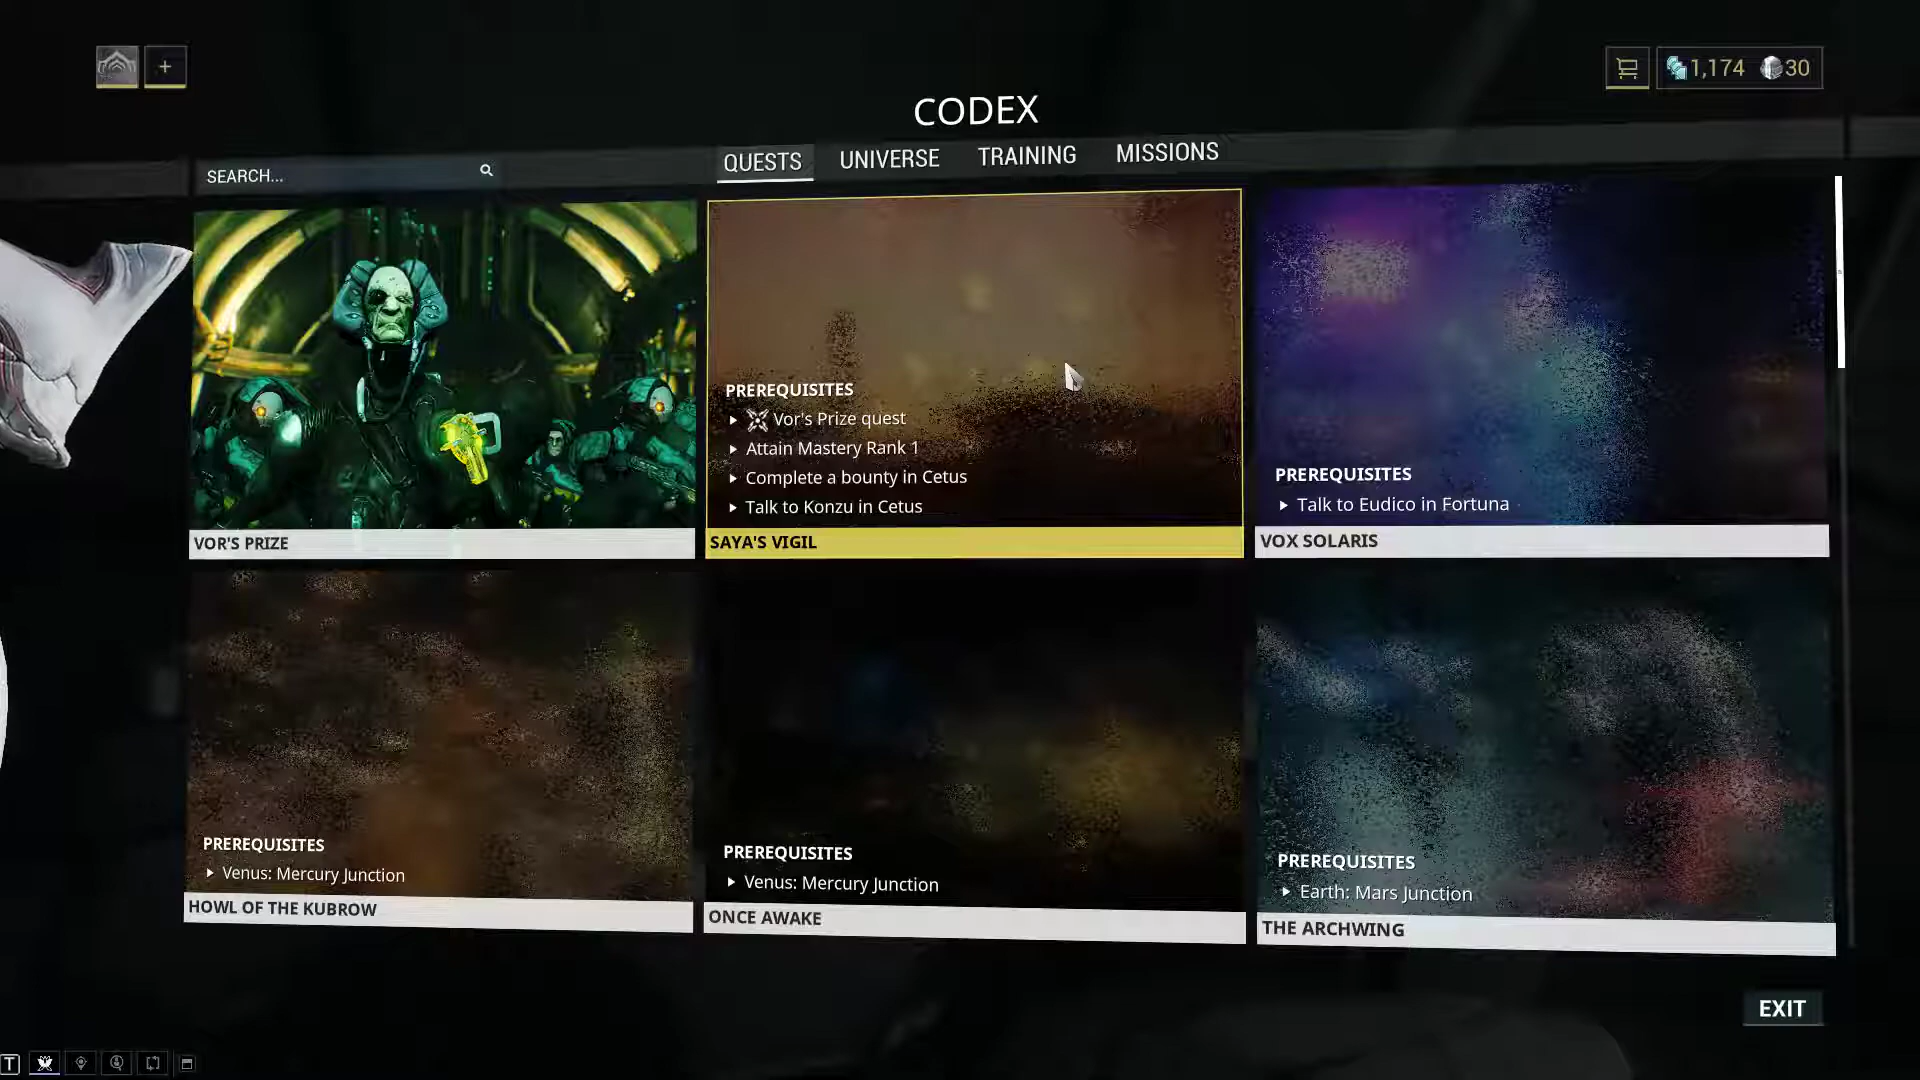 1,174 30
CODEX
SEARCH...
QUESTS UNIVERSE TRAINING MISSIONS
VOR'S PRIZE
PREREQUISITES
Vor's Prize quest
Attain Mastery Rank 1
Complete a bounty in Cetus
Talk to Konzu in Cetus
SAYA'S VIGIL
PREREQUISITES
Talk to Eudico in Fortuna
VOX SOLARIS
PREREQUISITES
Venus: Mercury Junction
HOWL OF THE KUBROW
PREREQUISITES
Venus: Mercury Junction
ONCE AWAKE
PREREQUISITES
Earth: Mars Junction
THE ARCHWING
EXIT
T